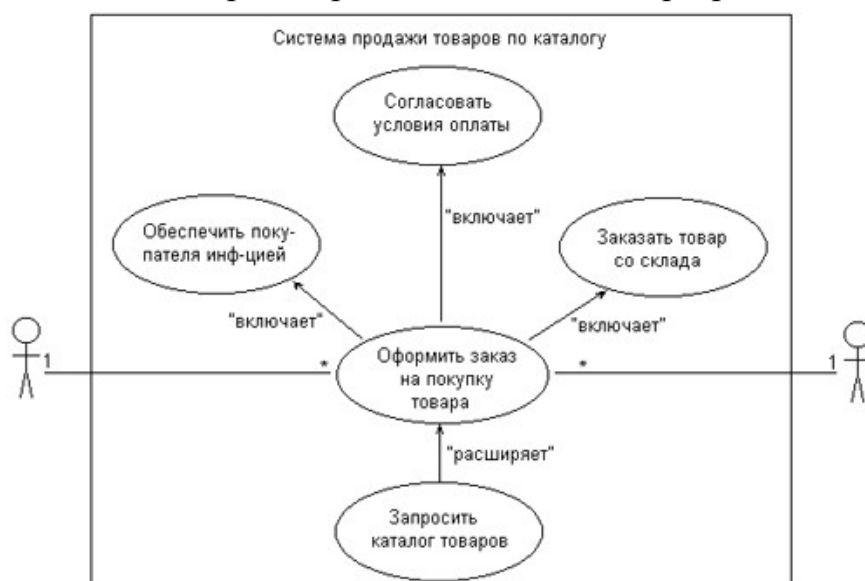 Система продажи товаров по каталогу
Согласовать
условия оплаты
"включает"
Обеспечить поку-
пателя инф-цией
Заказать товар
со склада
"включает"
"включает"
1
*
Оформить заказ
на покупку
товара
*
1
"расширяет"
Запросить
каталог товаров